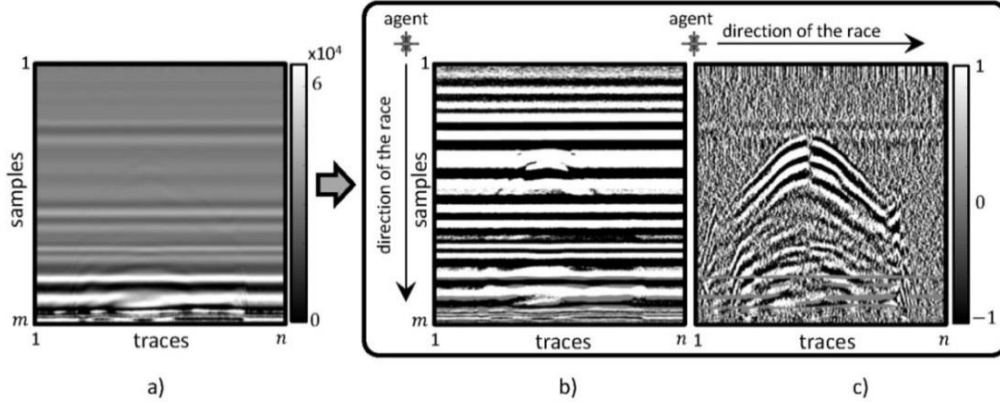 x10⁴
1
6
samples
m
0
1
traces
n
a)
agent
direction of the race
1
samples
m
1
traces
n
b)
agent
direction of the race
1
0
−1
1
traces
n
c)